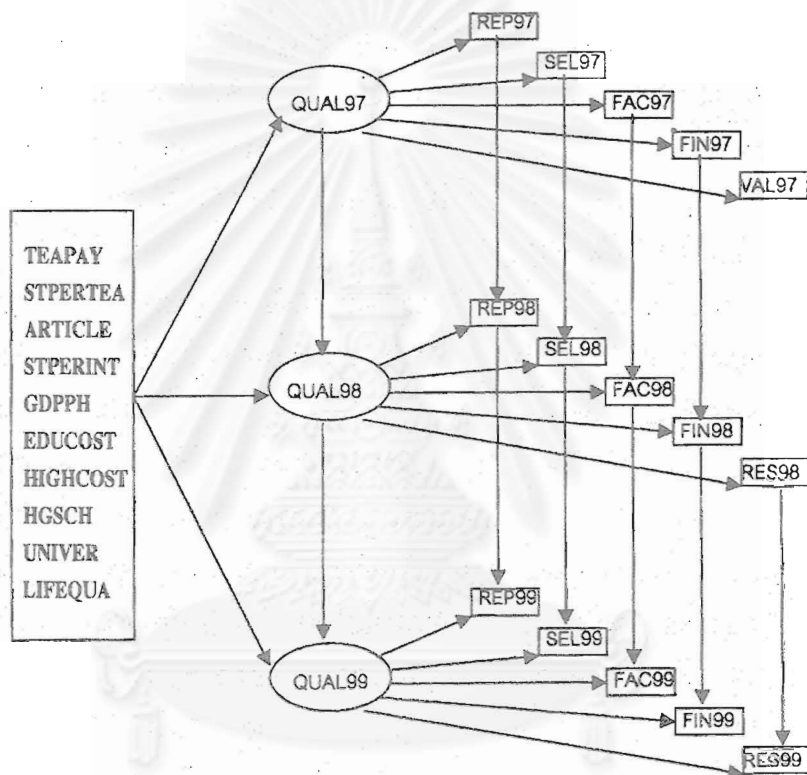 REP97
SEL97
QUAL97
FAC97
FIN97
VAL97
TEAPAY
STPERTEA
ARTICLE
STPERINT
GDPPH
EDUCOST
HIGHCOST
HGSCH
UNIVER
LIFEQUA
REP98
SEL98
QUAL98
FAC98
FIN98
RES98
REP99
SEL99
QUAL99
FAC99
FIN99
RES99